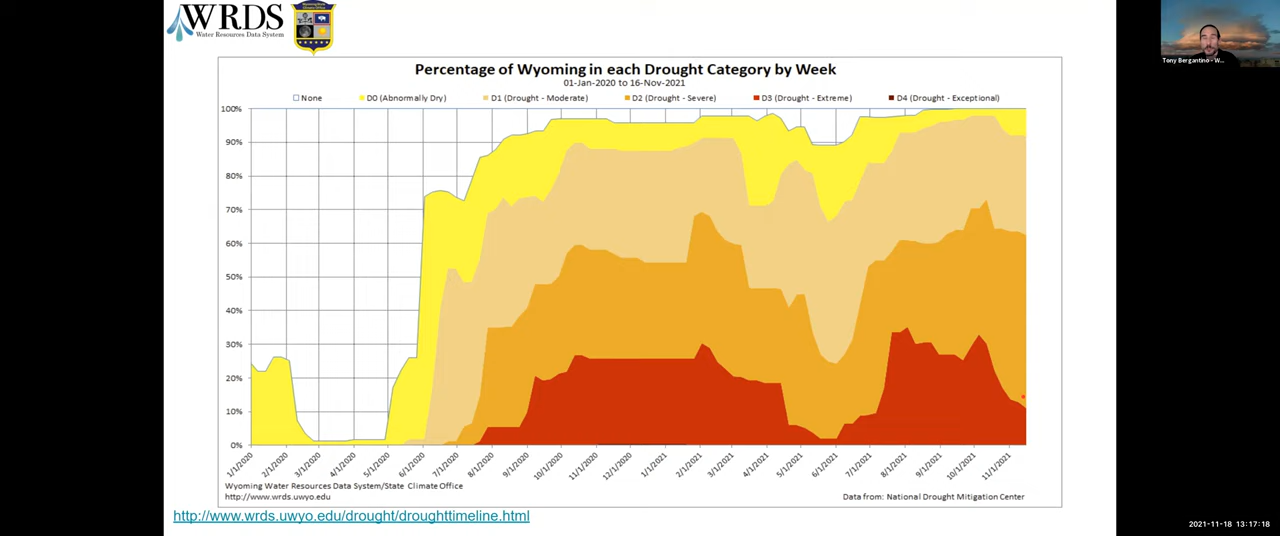 WRDS
Water Resources Data System
Tony Bergantino - W...
Percentage of Wyoming in each Drought Category by Week
01-Jan-2020 to 16-Nov-2021
None D0 (Abnormally Dry) D1 (Drought - Moderate) D2 (Drought - Severe) D3 (Drought - Extreme) D4 (Drought - Exceptional)
100%
90%
80%
70%
60%
50%
40%
30%
20%
10%
0%
1/1/2020 2/1/2020 3/1/2020 4/1/2020 5/1/2020 6/1/2020 7/1/2020 8/1/2020 9/1/2020 10/1/2020 11/1/2020 12/1/2020 1/1/2021 2/1/2021 3/1/2021 4/1/2021 5/1/2021 6/1/2021 7/1/2021 8/1/2021 9/1/2021 10/1/2021 11/1/2021
Wyoming Water Resources Data System/State Climate Office
http://www.wrds.uwyo.edu
Data from: National Drought Mitigation Center
http://www.wrds.uwyo.edu/drought/droughttimeline.html
2021-11-18 13:17:18